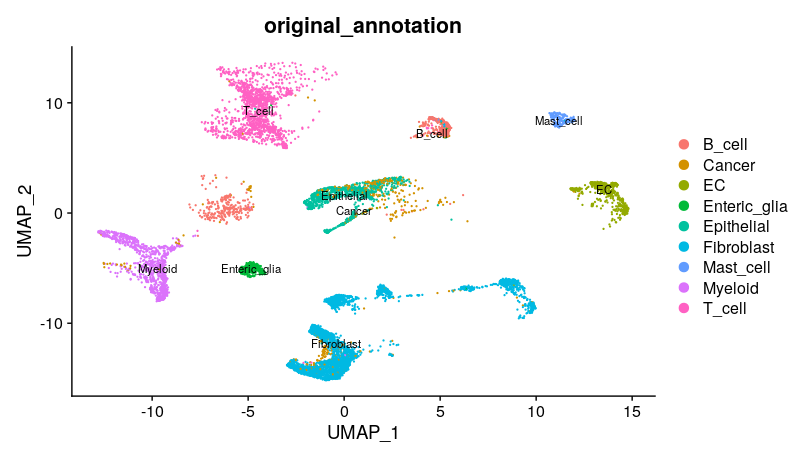 original_annotation
UMAP_2
10
0
-10
T_cell
B_cell
Mast_cell
Epithelial
Cancer
EC
Myeloid
Enteric_glia
Fibroblast
-10
-5
0
5
10
15
UMAP_1
B_cell
Cancer
EC
Enteric_glia
Epithelial
Fibroblast
Mast_cell
Myeloid
T_cell